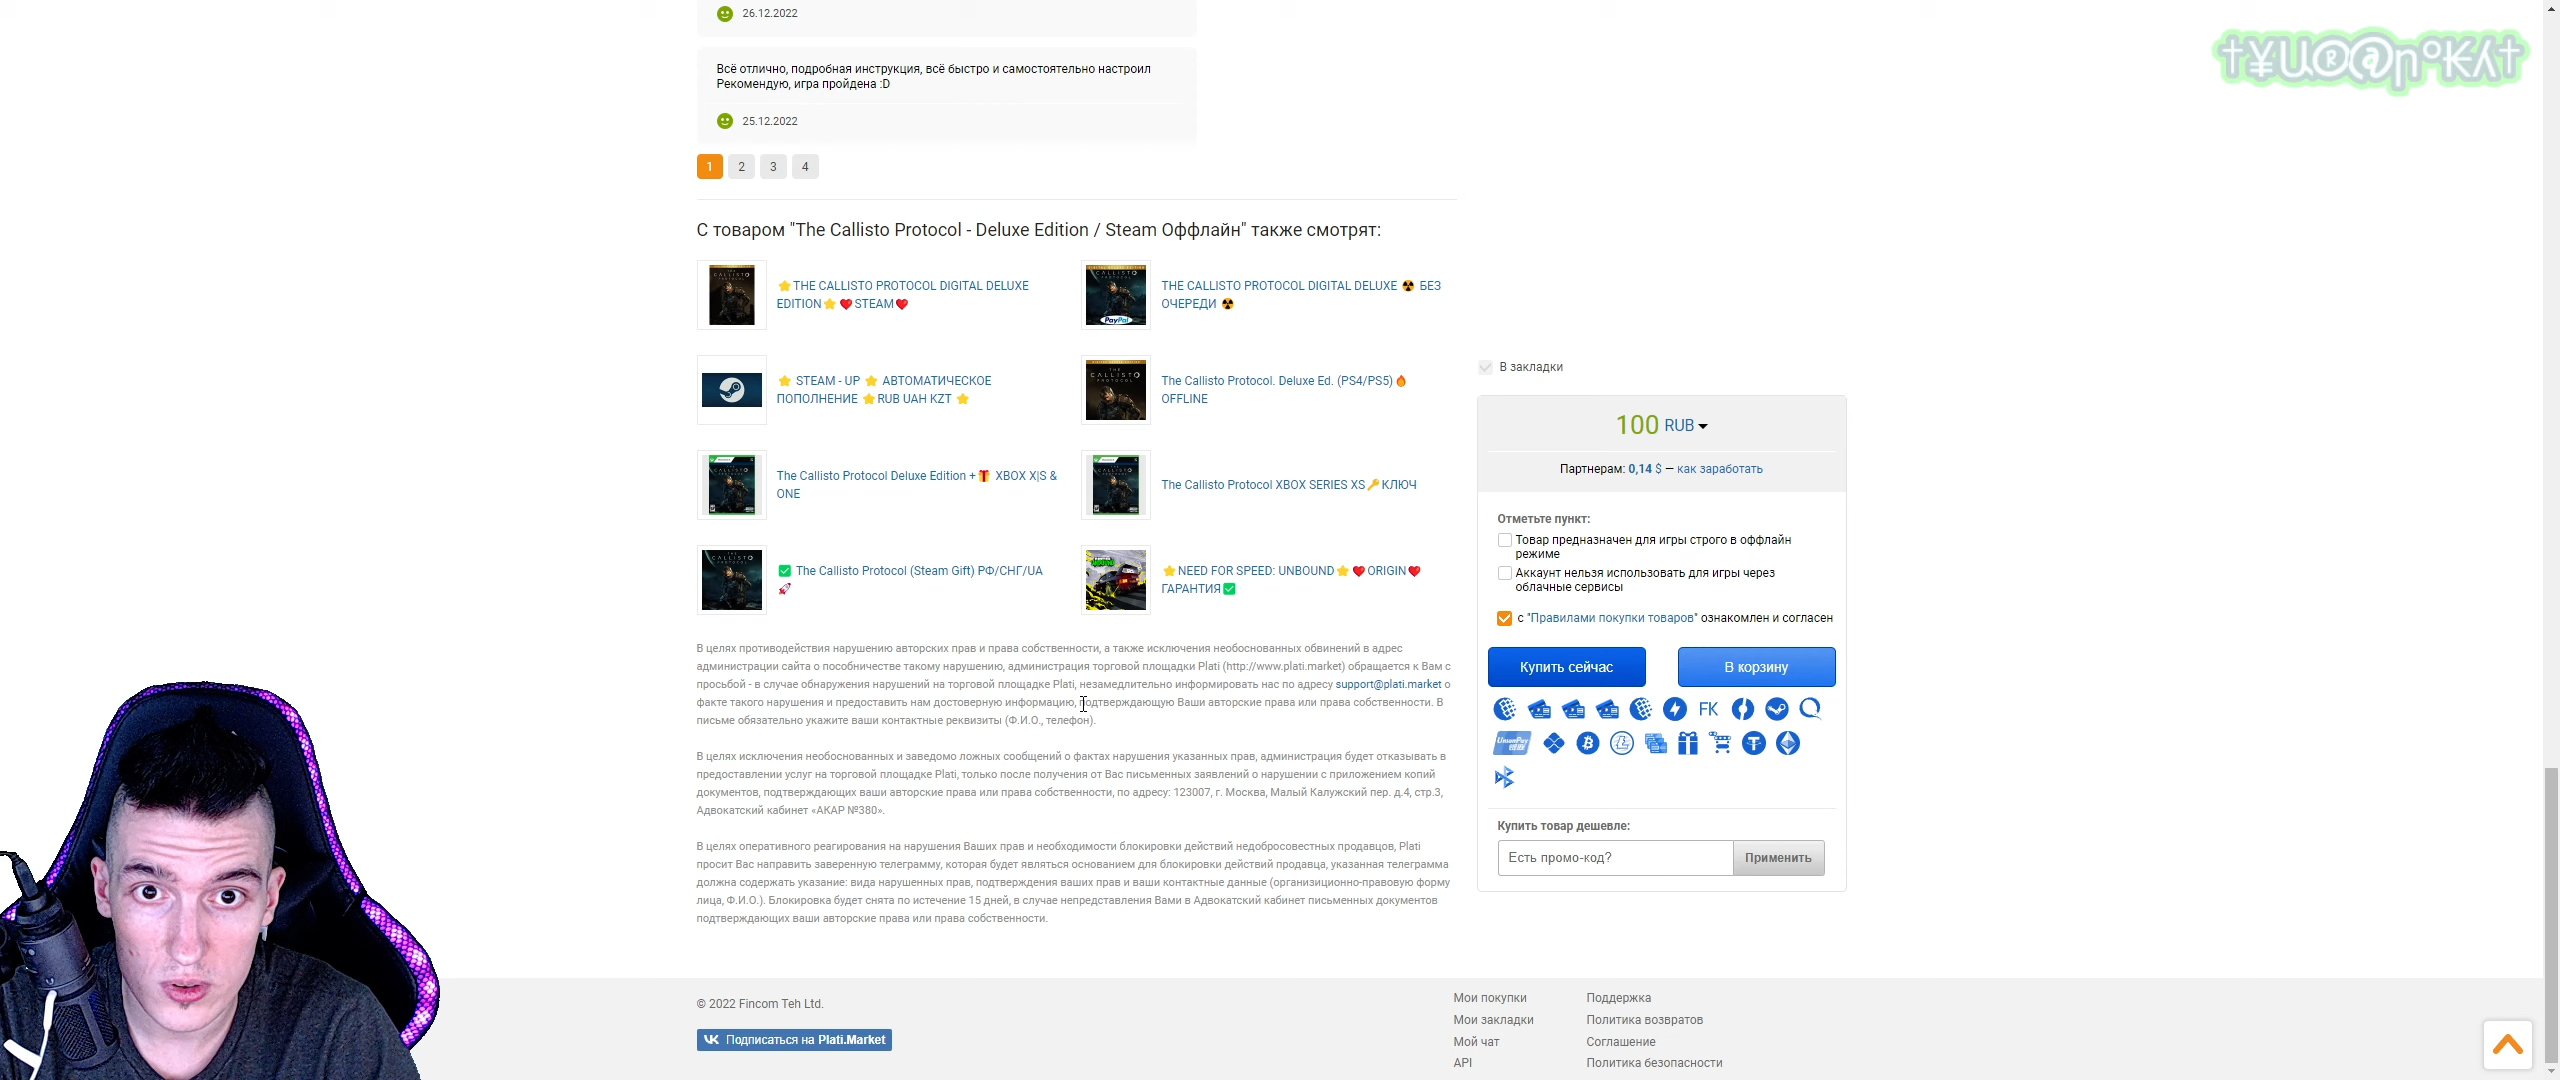 26.12.2022
†¥U®@ηºKΛ†
Всё отлично, подробная инструкция, всё быстро и самостоятельно настроил
Рекомендую, игра пройдена :D
25.12.2022
1 2 3 4
С товаром "The Callisto Protocol - Deluxe Edition / Steam Оффлайн" также смотрят:
⭐THE CALLISTO PROTOCOL DIGITAL DELUXE
EDITION⭐ ❤️STEAM❤️
THE CALLISTO PROTOCOL DIGITAL DELUXE ☢️ БЕЗ
ОЧЕРЕДИ ☢️
PayPal
⭐ STEAM - UP ⭐ АВТОМАТИЧЕСКОЕ
ПОПОЛНЕНИЕ ⭐RUB UAH KZT ⭐
The Callisto Protocol. Deluxe Ed. (PS4/PS5)🔥
OFFLINE
The Callisto Protocol Deluxe Edition +🎁 XBOX X|S &
ONE
The Callisto Protocol XBOX SERIES XS🔑КЛЮЧ
✅ The Callisto Protocol (Steam Gift) РФ/СНГ/UA
🚀
⭐NEED FOR SPEED: UNBOUND⭐ ❤️ORIGIN❤️
ГАРАНТИЯ✅
В целях противодействия нарушению авторских прав и права собственности, а также исключения необоснованных обвинений в адрес
администрации сайта о пособничестве такому нарушению, администрация торговой площадки Plati (http://www.plati.market) обращается к Вам с
просьбой - в случае обнаружения нарушений на торговой площадке Plati, незамедлительно информировать нас по адресу support@plati.market о
факте такого нарушения и предоставить нам достоверную информацию, подтверждающую Ваши авторские права или права собственности. В
письме обязательно укажите ваши контактные реквизиты (Ф.И.О., телефон).
В целях исключения необоснованных и заведомо ложных сообщений о фактах нарушения указанных прав, администрация будет отказывать в
предоставлении услуг на торговой площадке Plati, только после получения от Вас письменных заявлений о нарушении с приложением копий
документов, подтверждающих ваши авторские права или права собственности, по адресу: 123007, г. Москва, Малый Калужский пер. д.4, стр.3,
Адвокатский кабинет «АКАР №380».
В целях оперативного реагирования на нарушения Ваших прав и необходимости блокировки действий недобросовестных продавцов, Plati
просит Вас направить заверенную телеграмму, которая будет являться основанием для блокировки действий продавца, указанная телеграмма
должна содержать указание: вида нарушенных прав, подтверждения ваших прав и ваши контактные данные (организиционно-правовую форму
лица, Ф.И.О.). Блокировка будет снята по истечение 15 дней, в случае непредставления Вами в Адвокатский кабинет письменных документов
подтверждающих ваши авторские права или права собственности.
В закладки
100 RUB
Партнерам: 0,14 $ — как заработать
Отметьте пункт:
Товар предназначен для игры строго в оффлайн
режиме
Аккаунт нельзя использовать для игры через
облачные сервисы
с "Правилами покупки товаров" ознакомлен и согласен
Купить сейчас
В корзину
FK
UnionPay
Купить товар дешевле:
Есть промо-код?
Применить
© 2022 Fincom Teh Ltd.
Подписаться на Plati.Market
Мои покупки
Мои закладки
Мой чат
API
Поддержка
Политика возвратов
Соглашение
Политика безопасности